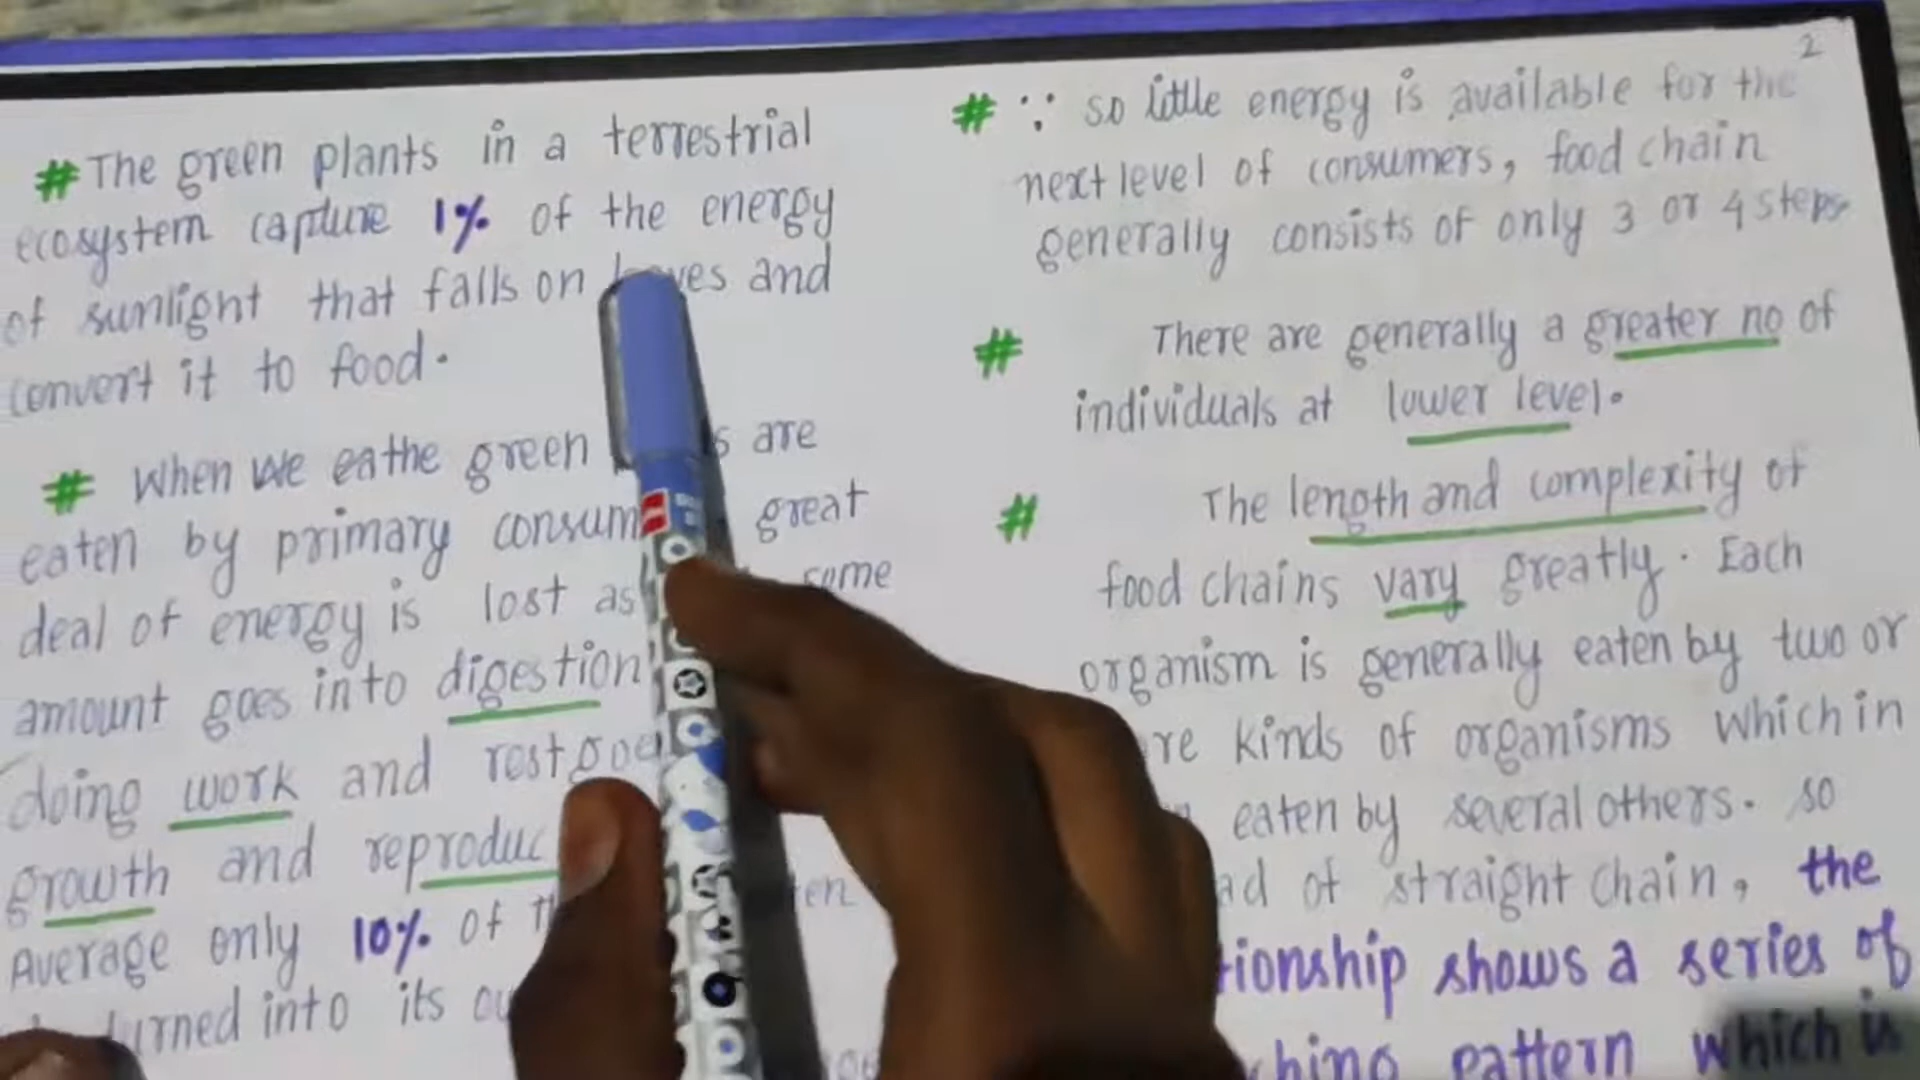 # The green plants in a terrestrial
ecosystem capture 1% of the energy
of sunlight that falls on and
convert it to food.
# When we eathe green are
eaten by primary great
deal of energy is lost as some
amount goes into digestion
doing work and rest
growth and
Average only 10% of
into its
2
# ∵ so little energy is available for the
next level of consumers, food chain
generally consists of only 3 or 4 steps
# There are generally a greater no of
individuals at lower level.
# The length and complexity of
food chains vary greatly. Each
organism is generally eaten by two or
kinds of organisms which in
eaten by several others. so
of straight chain, the
shows a series of
pattern which is